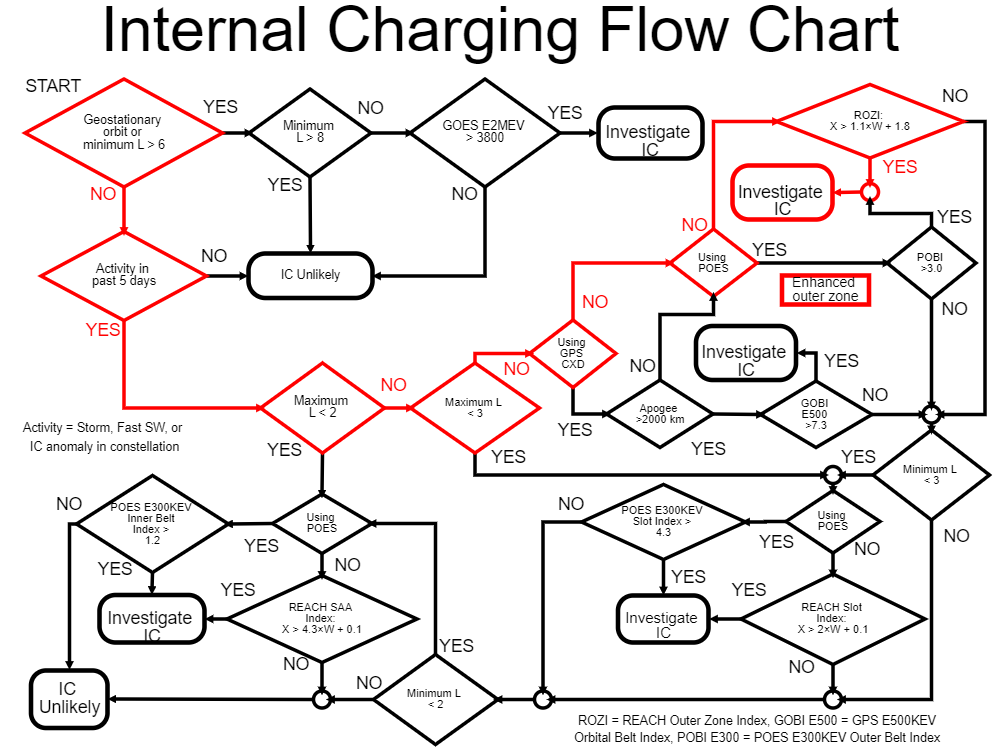 Internal Charging Flow Chart
START
Geostationary
orbit or
minimum L > 6
YES
NO
Minimum
L > 8
NO
YES
GOES E2MEV
> 3800
YES
NO
Investigate
IC
Activity in
past 5 days
NO
YES
IC Unlikely
ROZI:
X > 1.1×W + 1.8
NO
YES
Investigate
IC
Using
POES
NO
YES
POBI
>3.0
YES
NO
Enhanced
outer zone
Using
GPS
CXD
NO
YES
Investigate
IC
Apogee
>2000 km
NO
YES
GOBI
E500
>7.3
YES
NO
Maximum
L < 2
NO
YES
Maximum L
< 3
NO
YES
Activity = Storm, Fast SW, or
IC anomaly in constellation
Minimum L
< 3
YES
NO
POES E300KEV
Inner Belt
Index >
1.2
NO
YES
Using
POES
YES
NO
POES E300KEV
Slot Index >
4.3
NO
YES
Using
POES
YES
NO
Investigate
IC
REACH SAA
Index:
X > 4.3×W + 0.1
YES
NO
Investigate
IC
REACH Slot
Index:
X > 2×W + 0.1
YES
NO
IC
Unlikely
Minimum L
< 2
NO
YES
ROZI = REACH Outer Zone Index, GOBI E500 = GPS E500KEV
Orbital Belt Index, POBI E300 = POES E300KEV Outer Belt Index